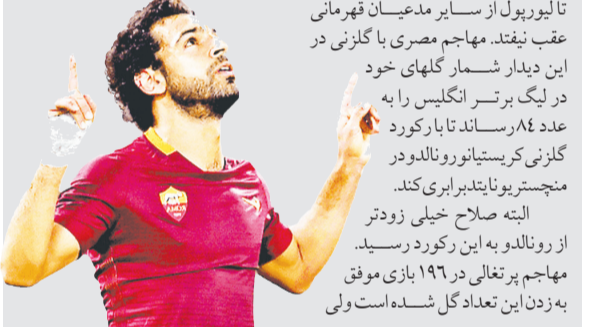 تا لیورپول از سایر مدعیان قهرمانی
عقب نیفتد. مهاجم مصری با گلزنی در
این دیدار شمار گلهای خود
در لیگ برتر انگلیس را به
عدد ۸۴ رساند تا با رکورد
گلزنی کریستیانو رونالدو در
منچستریونایتد برابری کند.
البته صلاح خیلی زودتر
از رونالدو به این رکورد رسید.
مهاجم پرتغالی در ۱۹۶ بازی موفق
به زدن این تعداد گل شده است ولی